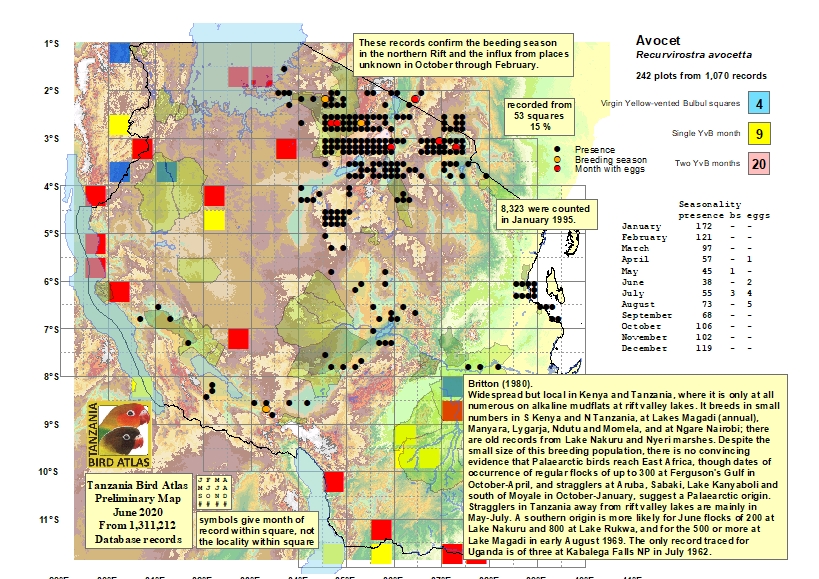 These records confirm the beeding season
in the northern Rift and the influx from places
unknown in October through February.
Avocet
Recurvirostra avocetta
242 plots from 1,070 records
Virgin Yellow-vented Bulbul squares 4
Single YvB month 9
Two YvB months 20
recorded from
53 squares
15 %
Presence
Breeding season
Month with eggs
8,323 were counted
in January 1995.
Seasonality
presence bs eggs
January 172 - -
February 121 - -
March 97 - -
April 57 - 1
May 45 1 -
June 38 - 2
July 55 3 4
August 73 - 5
September 68 - -
October 106 - -
November 102 - -
December 119 - -
1°S
2°S
3°S
4°S
5°S
6°S
7°S
8°S
9°S
10°S
11°S
Britton (1980).
Widespread but local in Kenya and Tanzania, where it is only at all
numerous on alkaline mudflats at rift valley lakes. It breeds in small
numbers in S Kenya and N Tanzania, at Lakes Magadi (annual),
Manyara, Lygarja, Ndutu and Momela, and at Ngare Nairobi; there
are old records from Lake Nakuru and Nyeri marshes. Despite the
small size of this breeding population, there is no convincing
evidence that Palaearctic birds reach East Africa, though dates of
occurrence of regular flocks of up to 300 at Ferguson's Gulf in
October-April, and stragglers at Aruba, Sabaki, Lake Kanyaboli and
south of Moyale in October-January, suggest a Palaearctic origin.
Stragglers in Tanzania away from rift valley lakes are mainly in
May-July. A southern origin is more likely for June flocks of 200 at
Lake Nakuru and 800 at Lake Rukwa, and for the 500 or more at
Lake Magadi in early August 1969. The only record traced for
Uganda is of three at Kabalega Falls NP in July 1962.
TANZANIA
BIRD ATLAS
Tanzania Bird Atlas
Preliminary Map
June 2020
From 1,311,212
Database records
J F M A
M J J A
S O N D
# # # #
symbols give month of
record within square, not
the locality within square